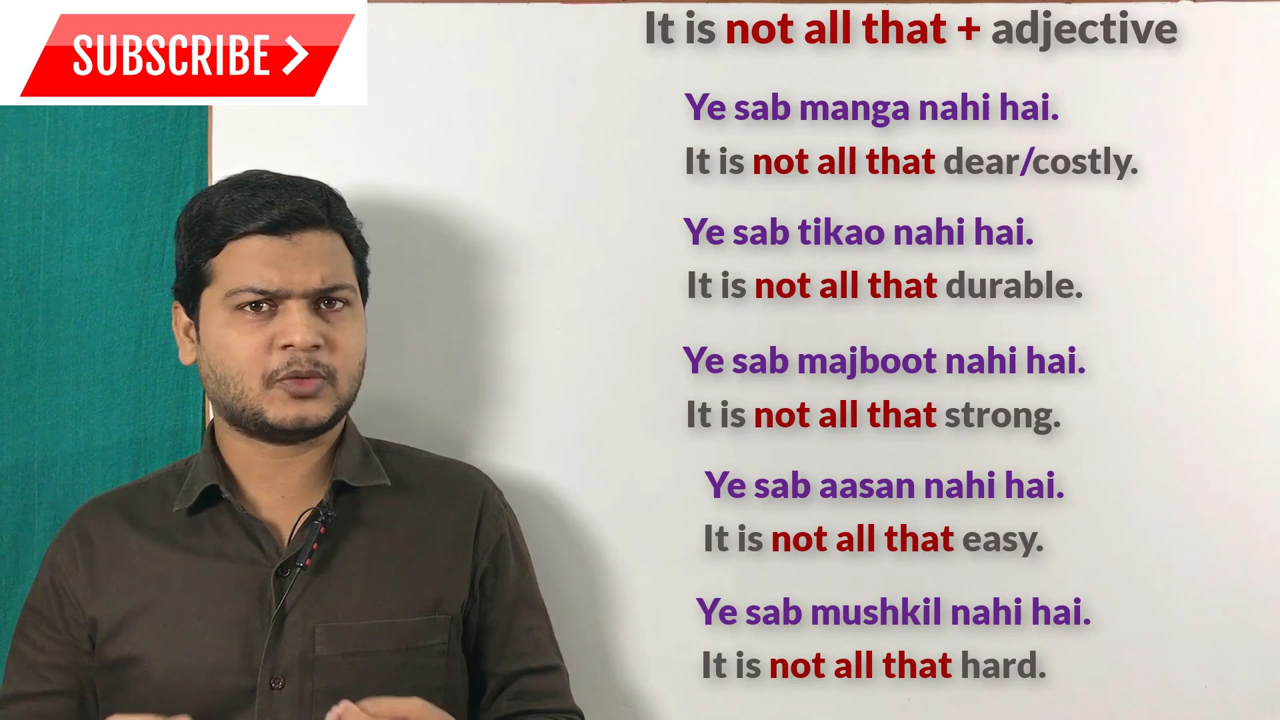 SUBSCRIBE
It is not all that + adjective
Ye sab manga nahi hai.
It is not all that dear/costly.
Ye sab tikao nahi hai.
It is not all that durable.
Ye sab majboot nahi hai.
It is not all that strong.
Ye sab aasan nahi hai.
It is not all that easy.
Ye sab mushkil nahi hai.
It is not all that hard.